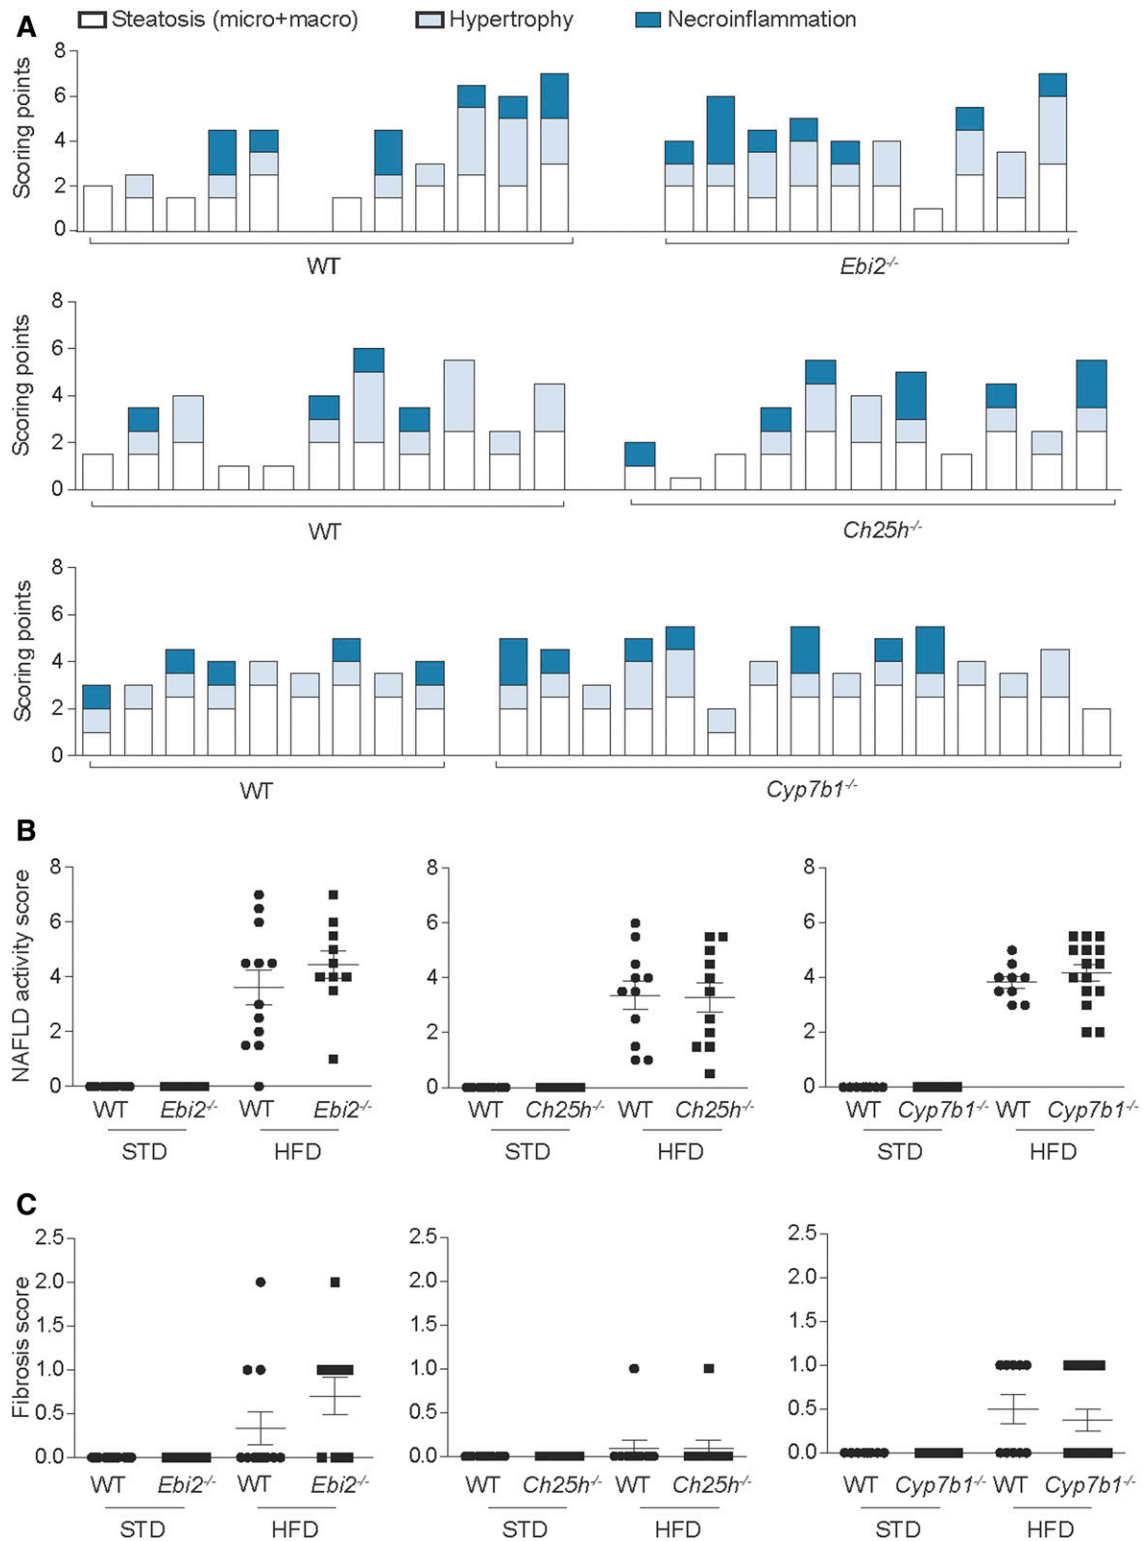 A
Steatosis (micro+macro) Hypertrophy Necroinflammation
Scoring points
8
6
4
2
0
WT Ebi2-/-
Scoring points
8
6
4
2
0
WT Ch25h-/-
Scoring points
8
6
4
2
0
WT Cyp7b1-/-
B
NAFLD activity score
8
6
4
2
0
WT Ebi2-/- WT Ebi2-/-
STD HFD
8
6
4
2
0
WT Ch25h-/- WT Ch25h-/-
STD HFD
8
6
4
2
0
WT Cyp7b1-/- WT Cyp7b1-/-
STD HFD
C
Fibrosis score
2.5
2.0
1.5
1.0
0.5
0.0
WT Ebi2-/- WT Ebi2-/-
STD HFD
2.5
2.0
1.5
1.0
0.5
0.0
WT Ch25h-/- WT Ch25h-/-
STD HFD
2.5
2.0
1.5
1.0
0.5
0.0
WT Cyp7b1-/- WT Cyp7b1-/-
STD HFD